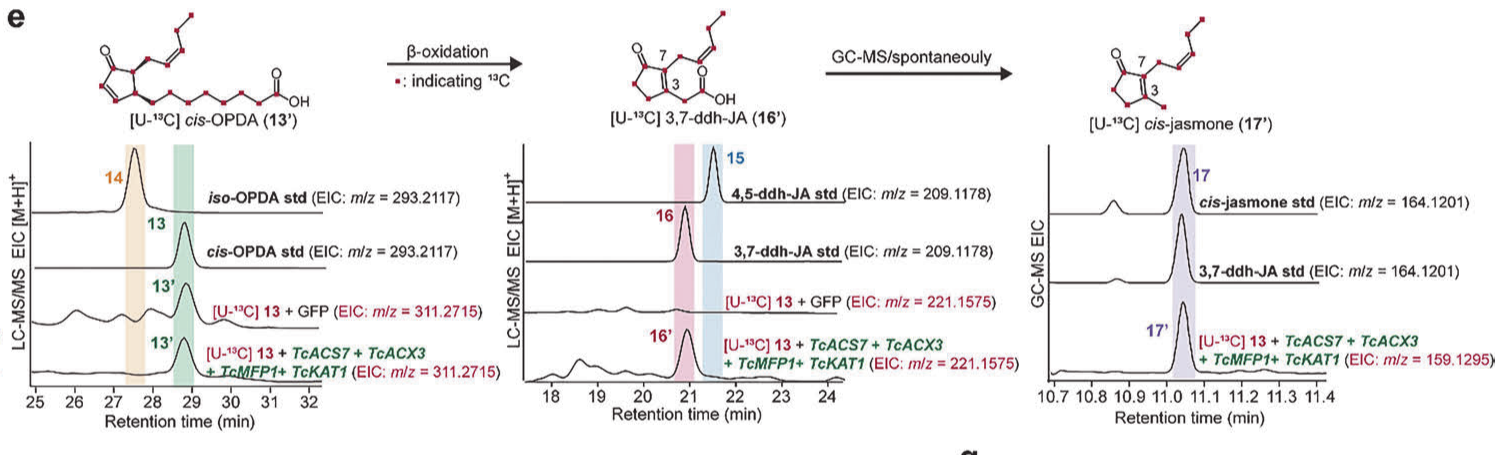 e
β-oxidation
▪: indicating ¹³C
GC-MS/spontaneouly
O
OH
[U-¹³C] cis-OPDA (13’)
O
7
3
O
OH
[U-¹³C] 3,7-ddh-JA (16’)
O
7
3
[U-¹³C] cis-jasmone (17’)
LC-MS/MS EIC [M+H]⁺
14
iso-OPDA std (EIC: m/z = 293.2117)
13
cis-OPDA std (EIC: m/z = 293.2117)
13’
[U-¹³C] 13 + GFP (EIC: m/z = 311.2715)
13’
[U-¹³C] 13 + TcACS7 + TcACX3
+ TcMFP1+ TcKAT1 (EIC: m/z = 311.2715)
25 26 27 28 29 30 31 32
Retention time (min)
LC-MS/MS EIC [M+H]⁺
15
4,5-ddh-JA std (EIC: m/z = 209.1178)
16
3,7-ddh-JA std (EIC: m/z = 209.1178)
[U-¹³C] 13 + GFP (EIC: m/z = 221.1575)
16’
[U-¹³C] 13 + TcACS7 + TcACX3
+ TcMFP1+ TcKAT1 (EIC: m/z = 221.1575)
18 19 20 21 22 23 24
Retention time (min)
GC-MS EIC
17
cis-jasmone std (EIC: m/z = 164.1201)
3,7-ddh-JA std (EIC: m/z = 164.1201)
17’
[U-¹³C] 13 + TcACS7 + TcACX3
+ TcMFP1+ TcKAT1 (EIC: m/z = 159.1295)
10.7 10.8 10.9 11.0 11.1 11.2 11.3 11.4
Retention time (min)